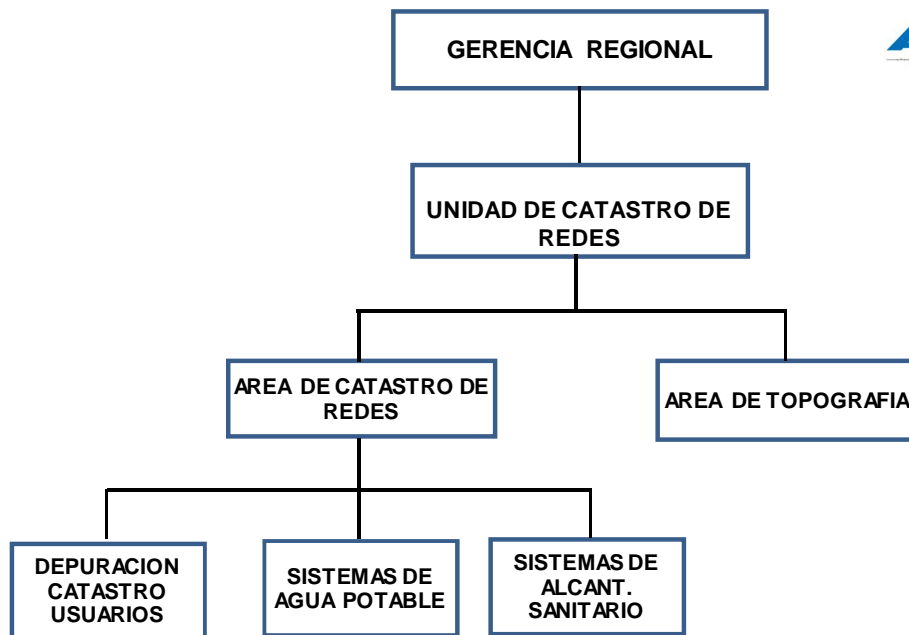 GERENCIA REGIONAL
UNIDAD DE CATASTRO DE
REDES
AREA DE CATASTRO DE
REDES
AREA DE TOPOGRAFIA
DEPURACION
CATASTRO
USUARIOS
SISTEMAS DE
AGUA POTABLE
SISTEMAS DE
ALCANT.
SANITARIO